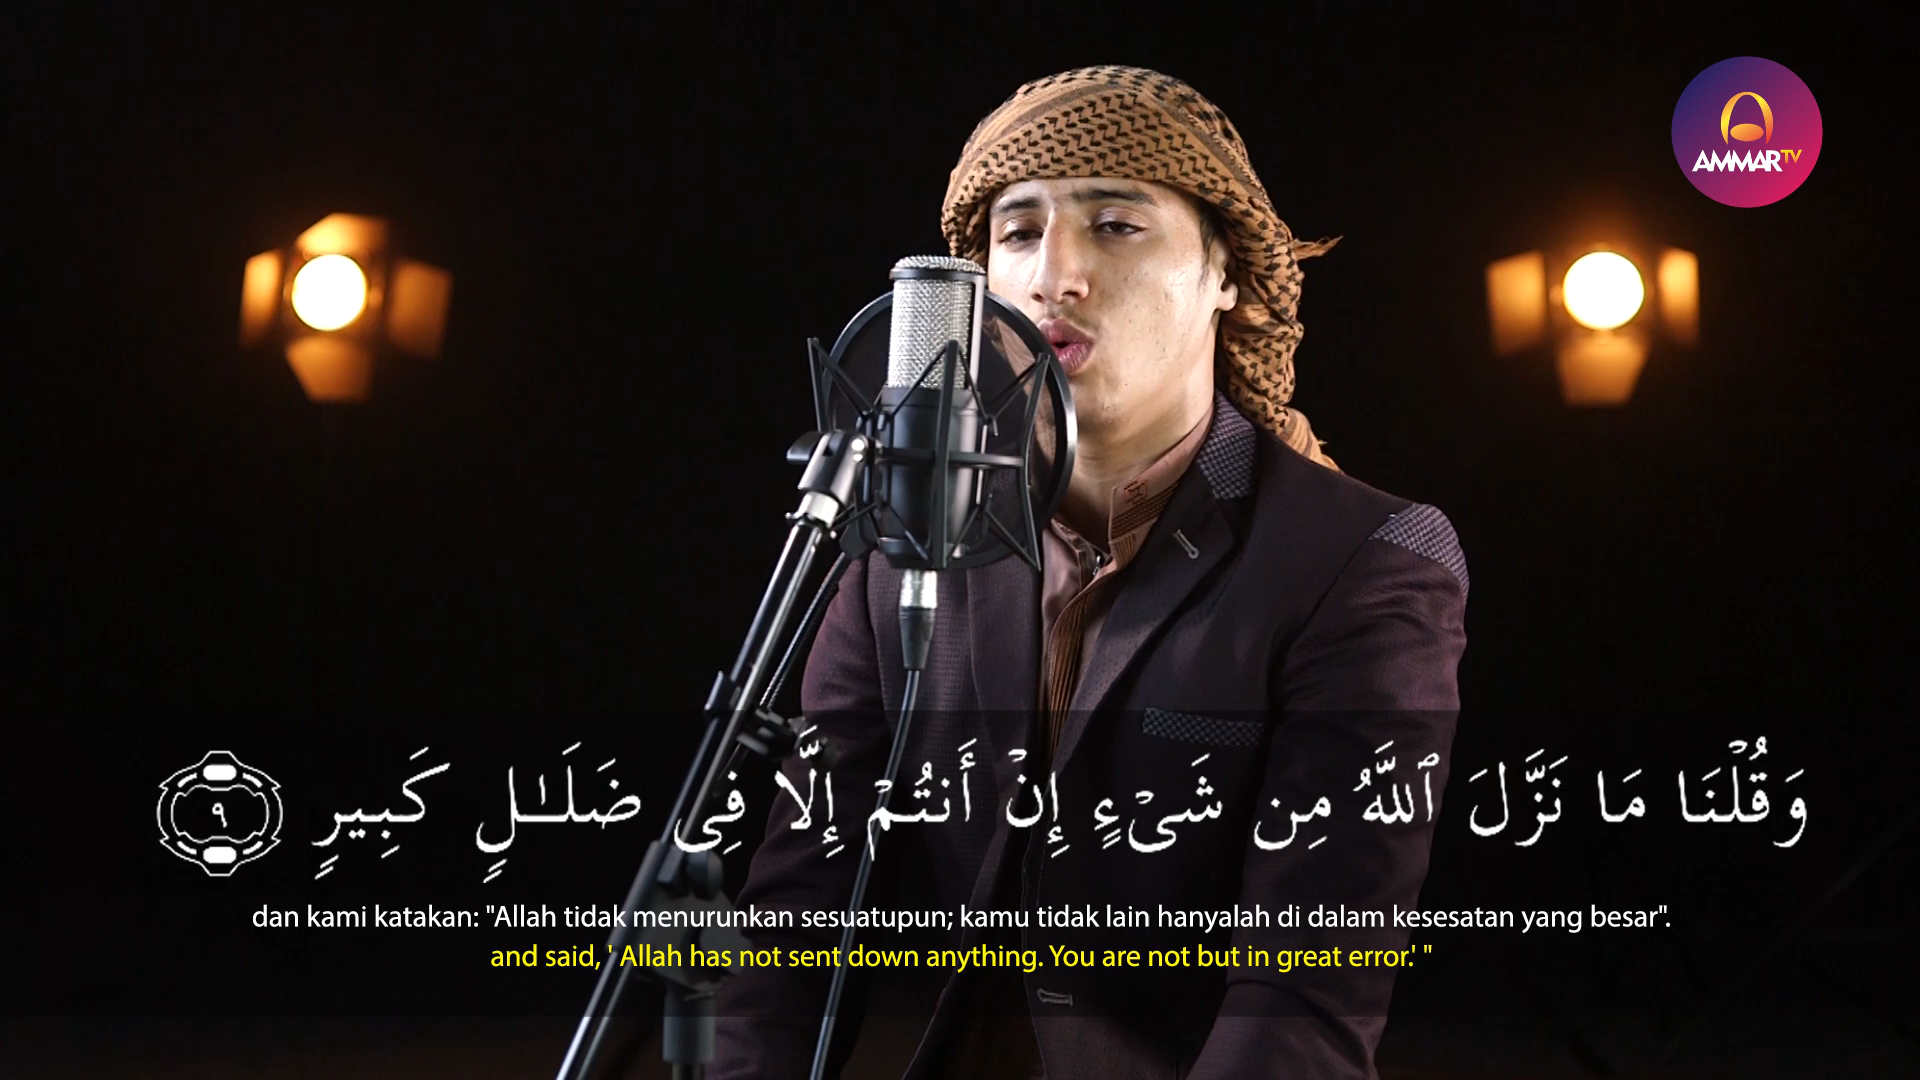 AMMARTV
وَقُلْنَا مَا نَزَّلَ ٱللَّهُ مِن شَىْءٍ إِنْ أَنتُمْ إِلَّا فِى ضَلَـٰلٍ كَبِيرٍ ٩
dan kami katakan: "Allah tidak menurunkan sesuatupun; kamu tidak lain hanyalah di dalam kesesatan yang besar".
and said, ' Allah has not sent down anything. You are not but in great error.' "